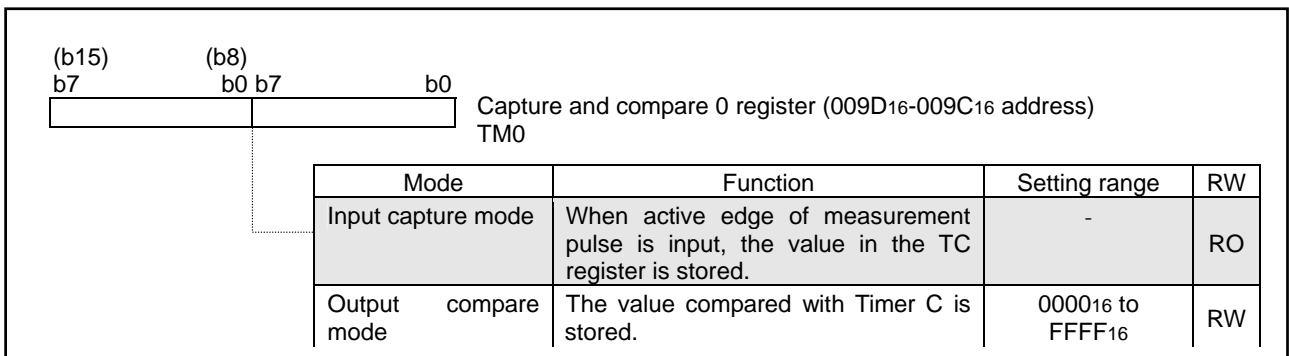 (b15) (b8)
b7 b0 b7 b0
Capture and compare 0 register (009D16-009C16 address)
TM0
Mode Function Setting range RW
Input capture mode When active edge of measurement - RO
pulse is input, the value in the TC
register is stored.
Output compare The value compared with Timer C is 000016 to RW
mode stored. FFFF16